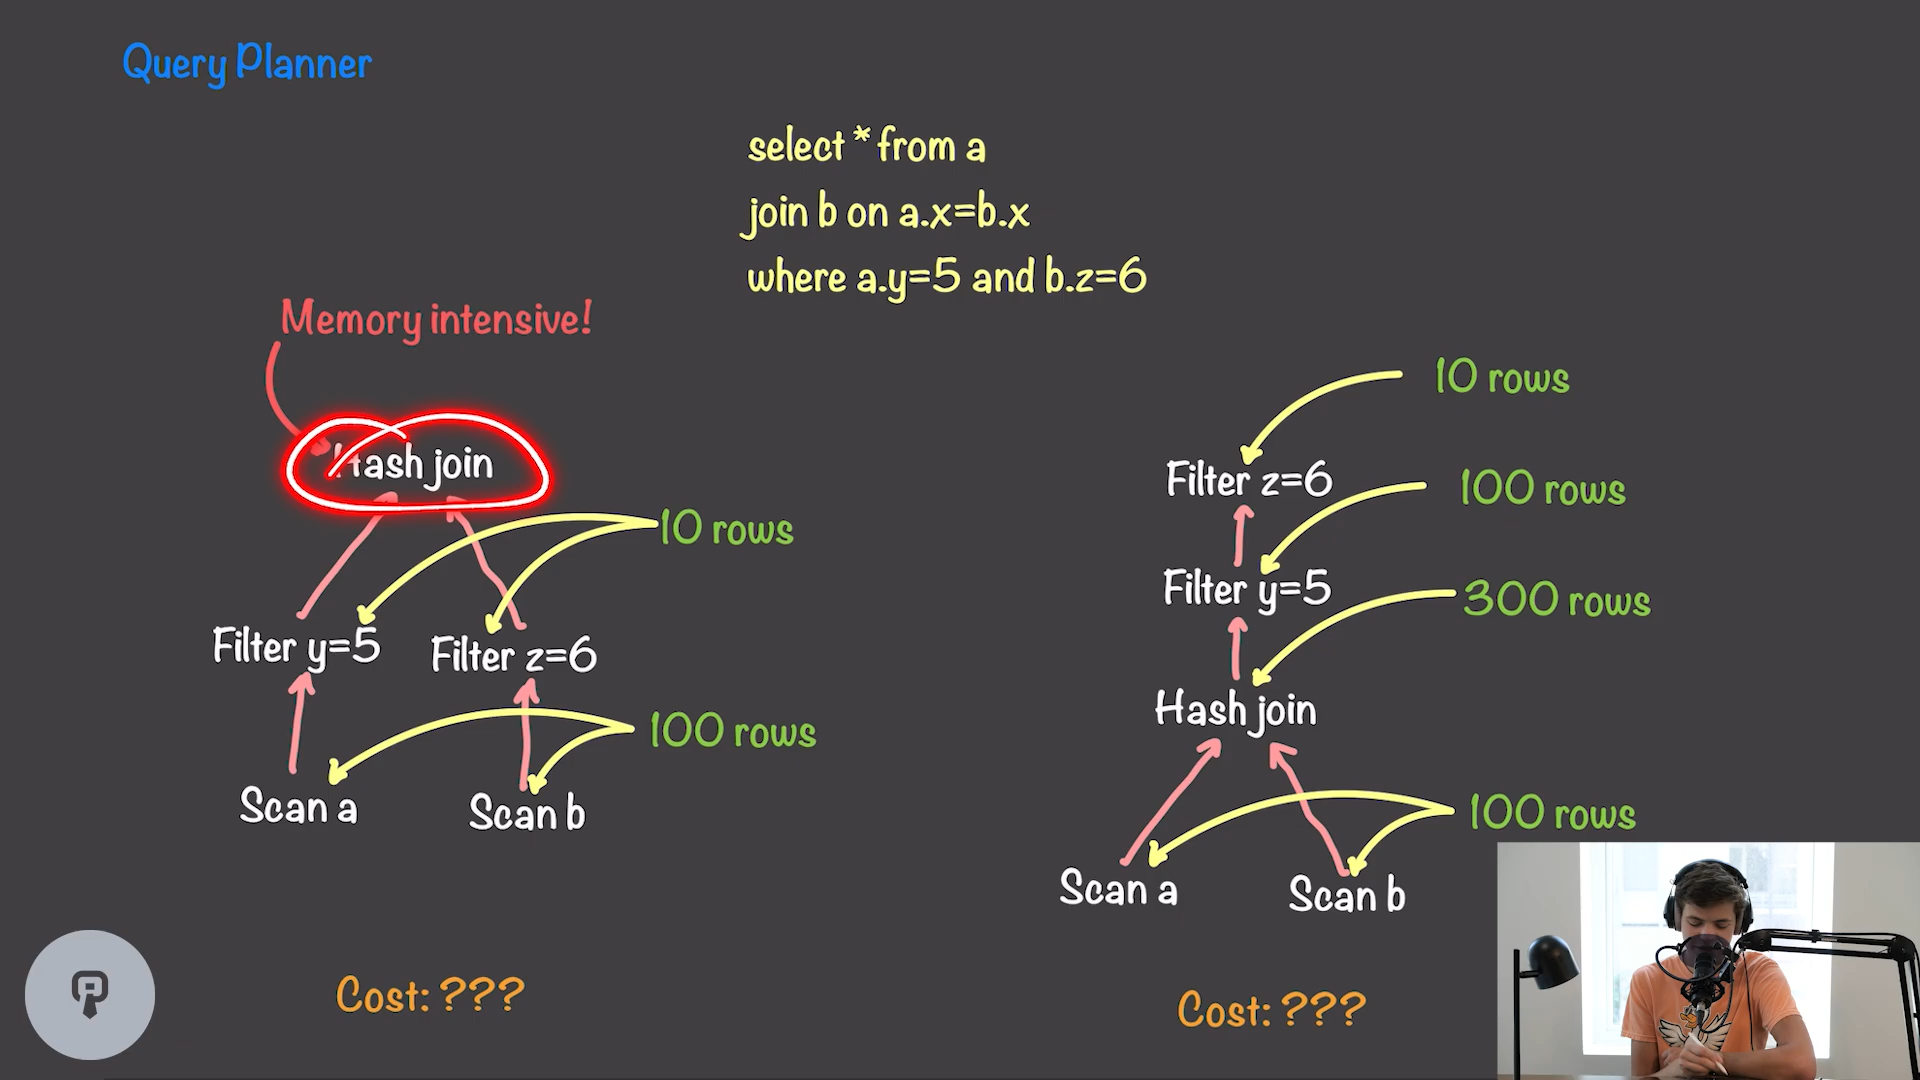 Query Planner
select * from a
join b on a.x=b.x
where a.y=5 and b.z=6
Memory intensive!
Hash join
10 rows
Filter y=5
Filter z=6
100 rows
Scan a
Scan b
Cost: ???
10 rows
Filter z=6
100 rows
Filter y=5
300 rows
Hash join
100 rows
Scan a
Scan b
Cost: ???